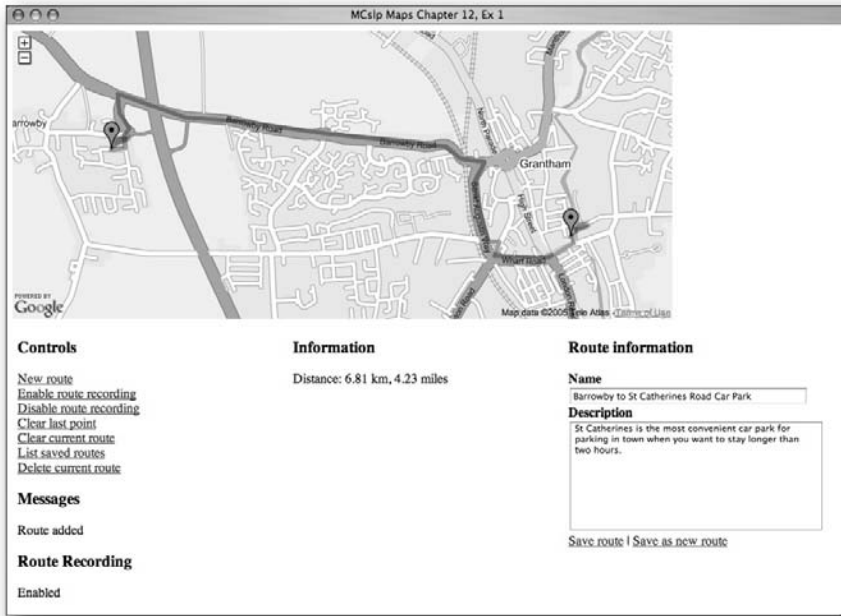 MCslp Maps Chapter 12, Ex 1
Barrowby Road
Barrowby Road
arrowby
North Parade
Grantham
High Street
Wharf Road
London Road
POWERED BY
Google
Map data ©2005 Tele Atlas - Terms of Use
Controls
New route
Enable route recording
Disable route recording
Clear last point
Clear current route
List saved routes
Delete current route
Messages
Route added
Route Recording
Enabled
Information
Distance: 6.81 km, 4.23 miles
Route information
Name
Barrowby to St Catherines Road Car Park
Description
St Catherines is the most convenient car park for
parking in town when you want to stay longer than
two hours.
Save route | Save as new route